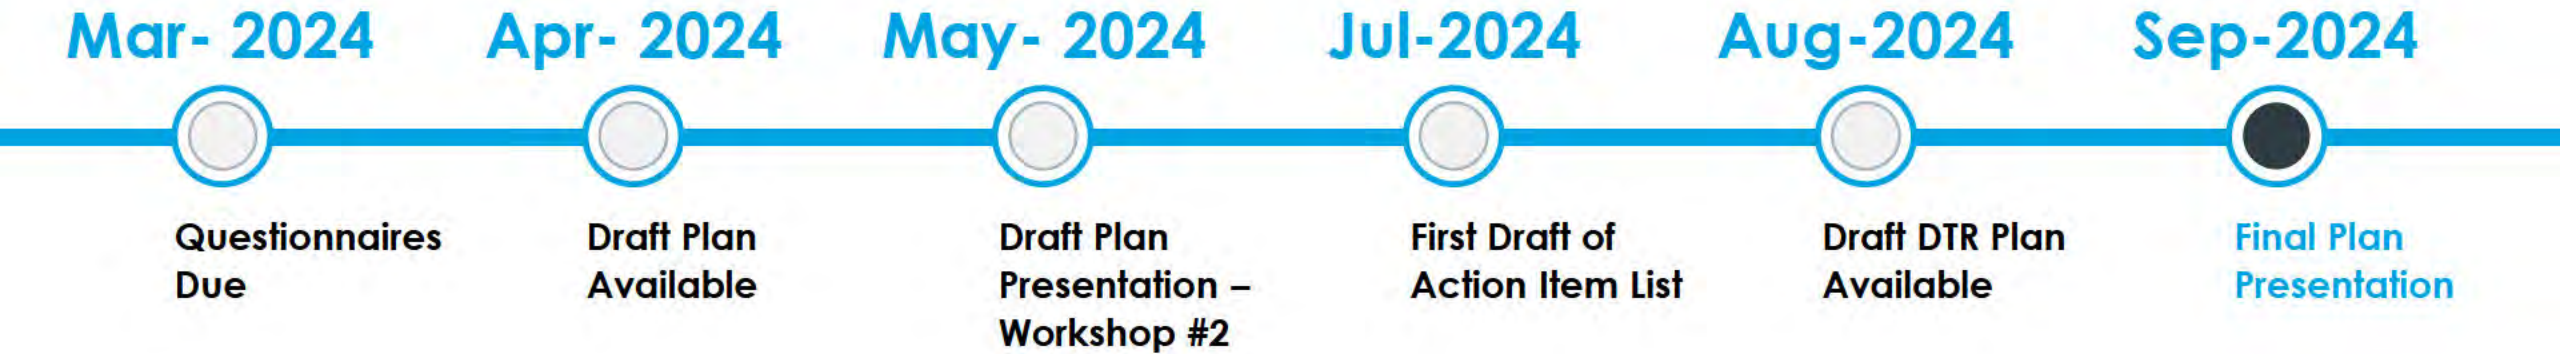 Mar- 2024
Apr- 2024
May- 2024
Jul-2024
Aug-2024
Sep-2024
Questionnaires
Due
Draft Plan
Available
Draft Plan
Presentation –
Workshop #2
First Draft of
Action Item List
Draft DTR Plan
Available
Final Plan
Presentation